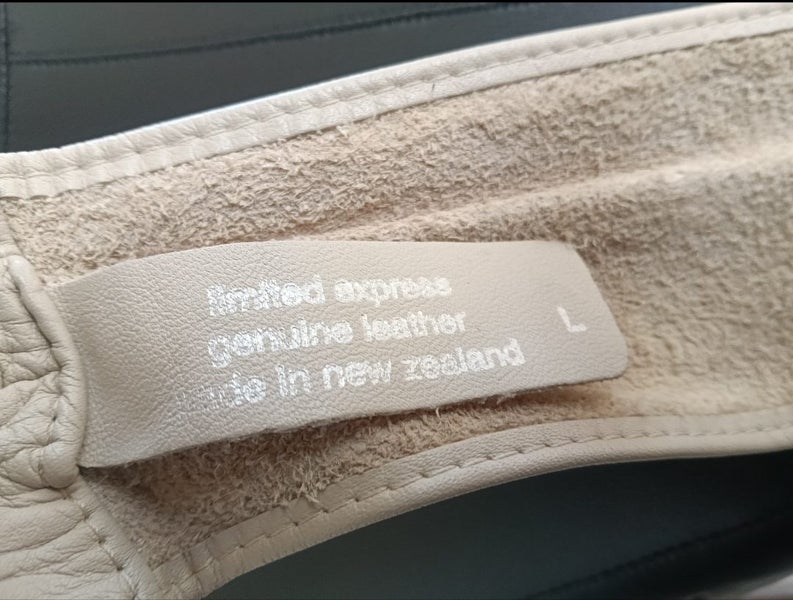 limited express
genuine leather
made in new zealand
L